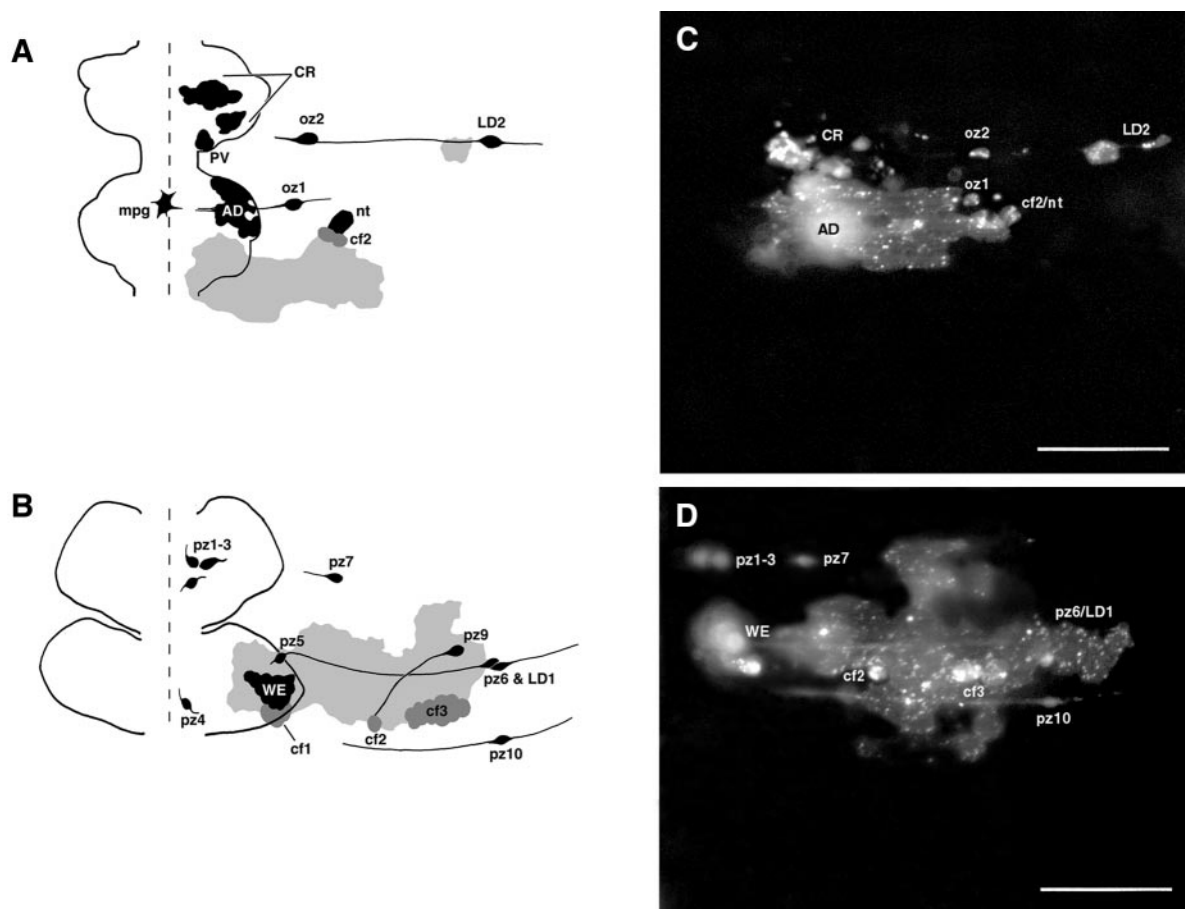 A
CR
oz2
LD2
PV
mpg
AD
oz1
nt
cf2
B
pz1-3
pz7
pz5
pz9
WE
pz6 & LD1
pz4
cf1
cf2
cf3
pz10
C
CR
oz2
LD2
oz1
cf2/nt
AD
D
pz1-3
pz7
pz6/LD1
WE
cf2
cf3
pz10